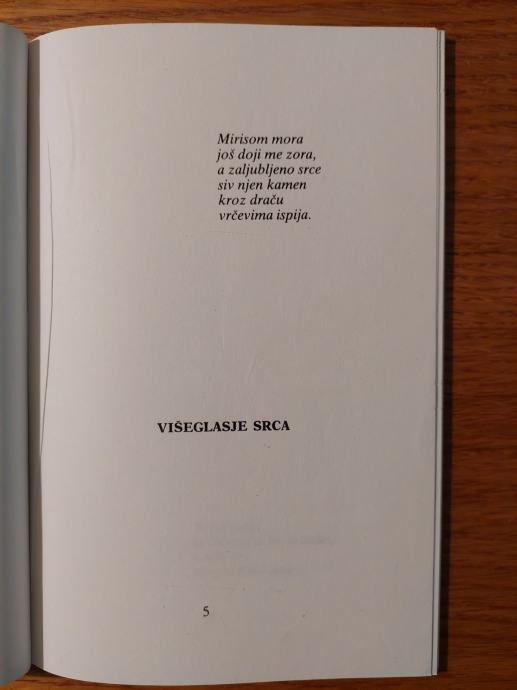 Mirisom mora
još doji me zora,
a zaljubljeno srce
siv njen kamen
kroz draču
vrčevima ispija.
VIŠEGLASJE SRCA
5